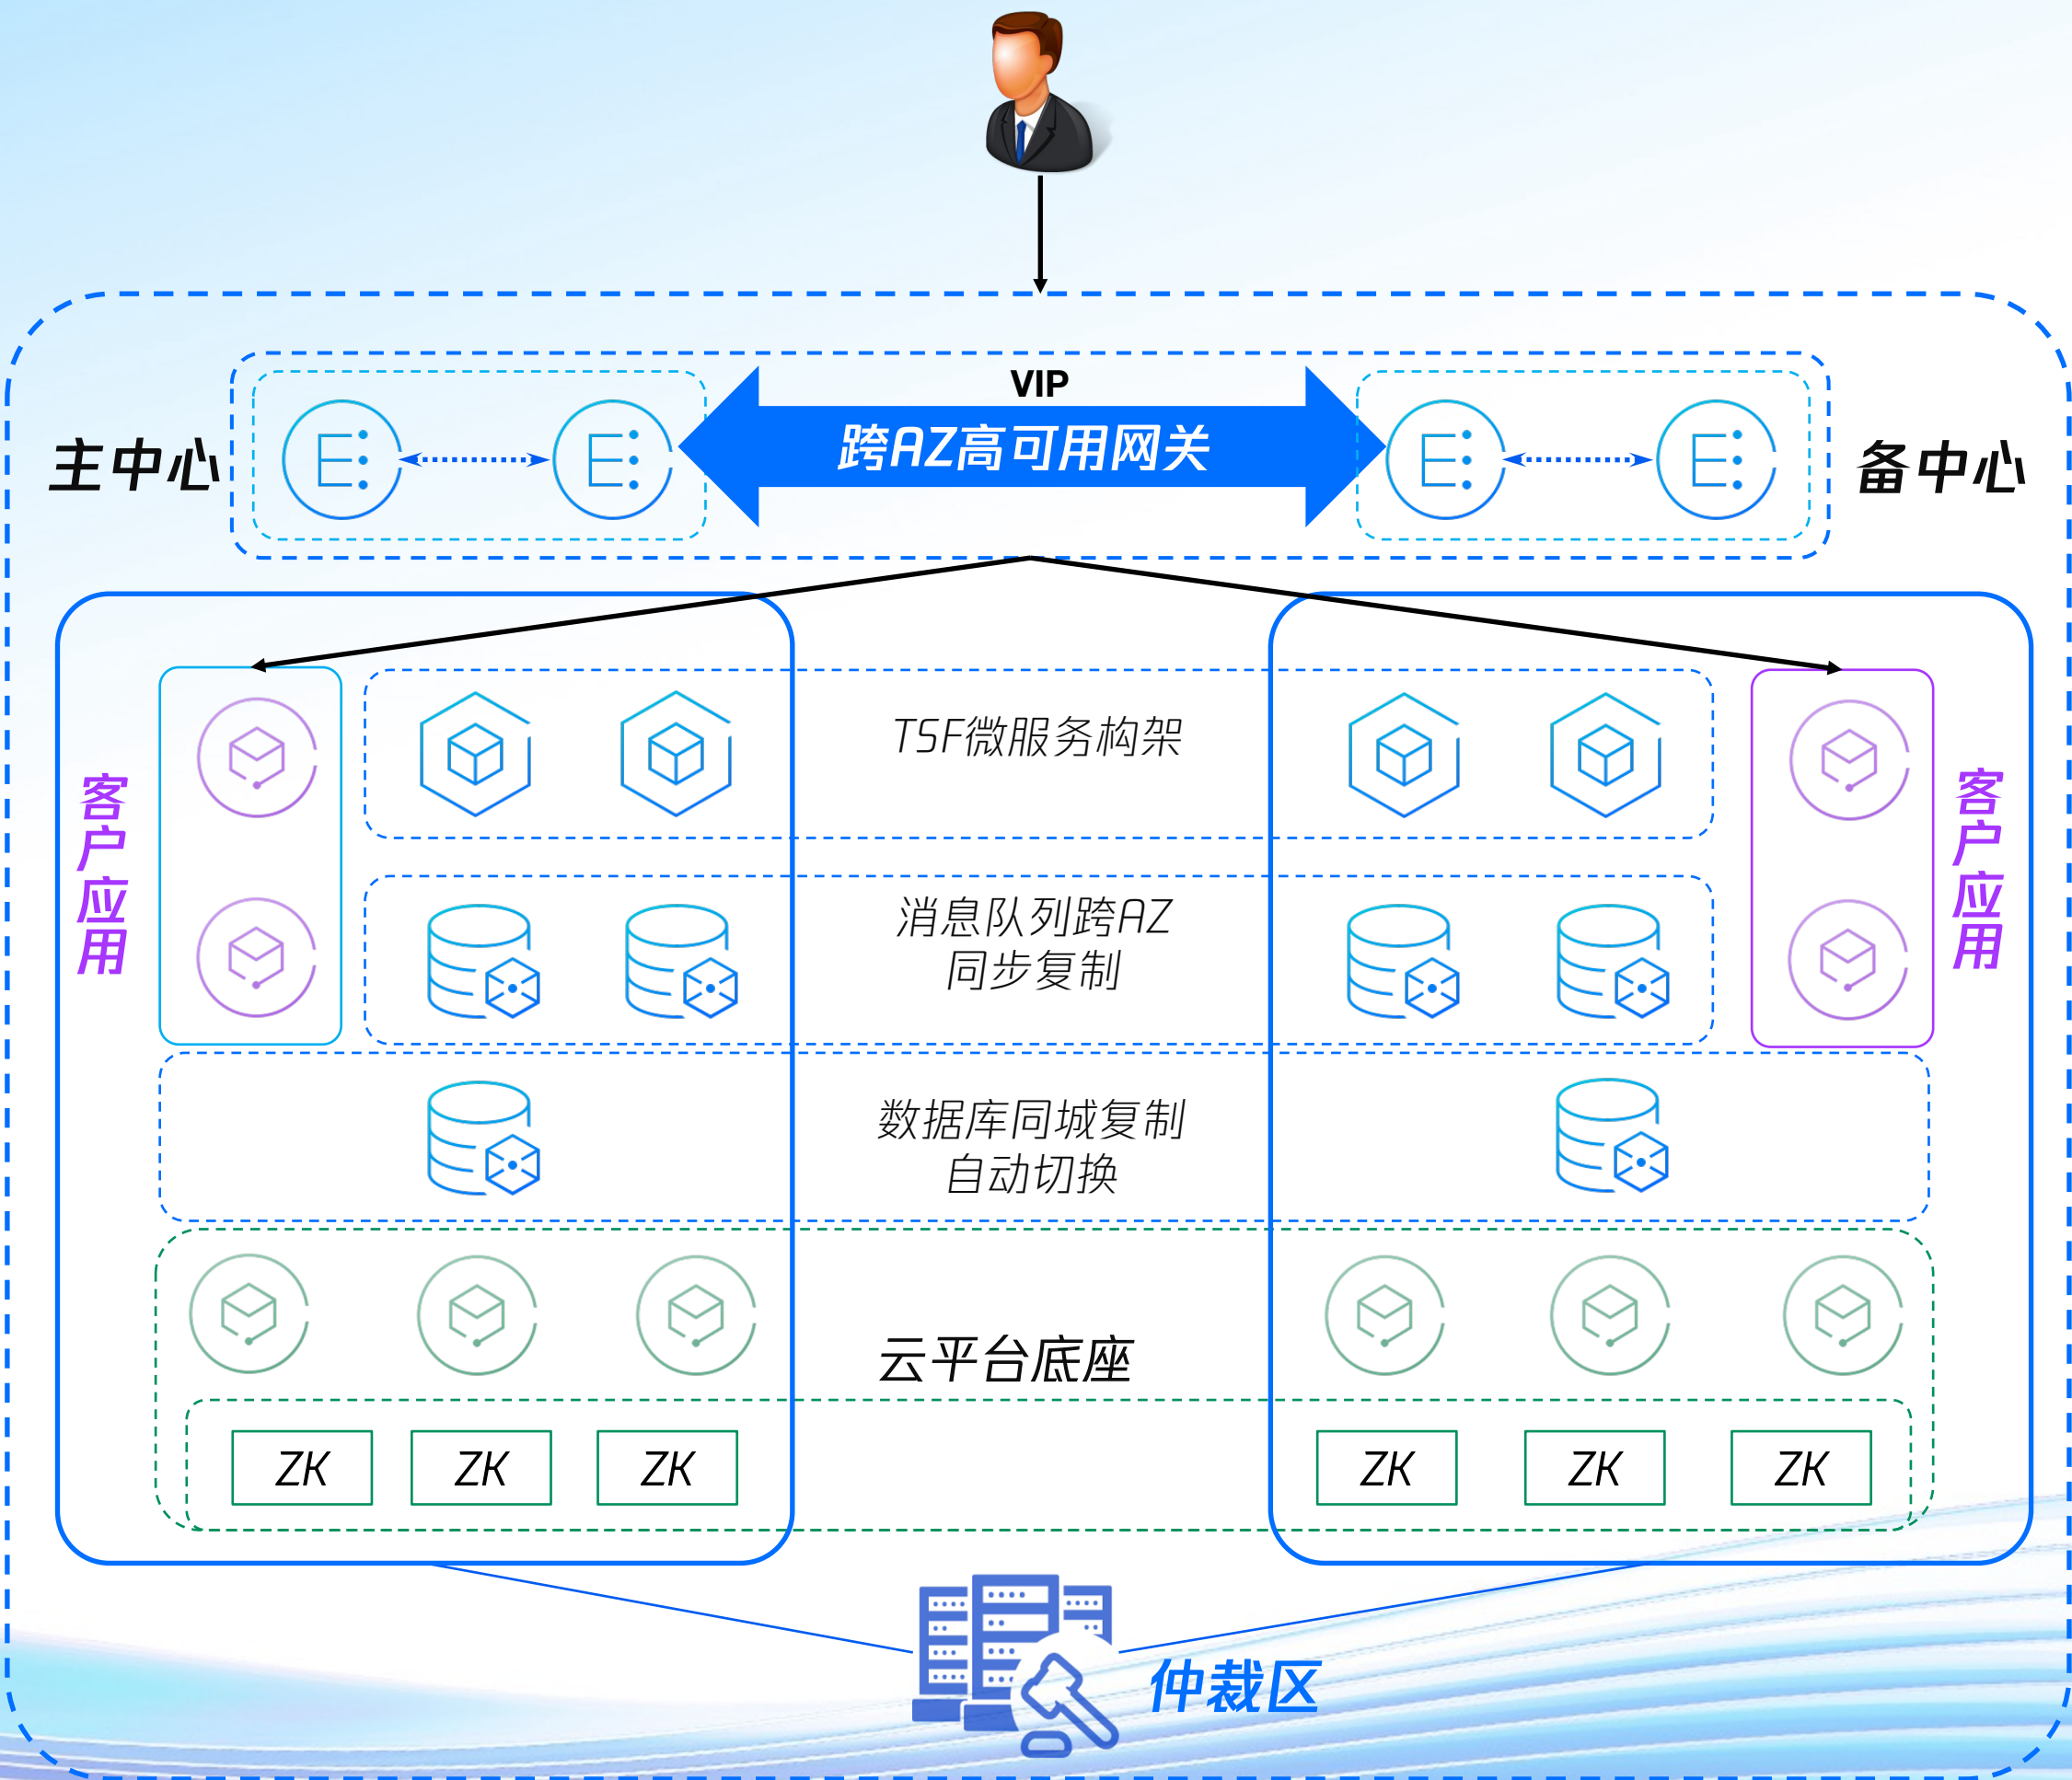 VIP
跨AZ高可用网关
主中心
备中心
TSF微服务构架
客户应用
客户应用
消息队列跨AZ
同步复制
数据库同城复制
自动切换
云平台底座
ZK
ZK
ZK
ZK
ZK
ZK
仲裁区